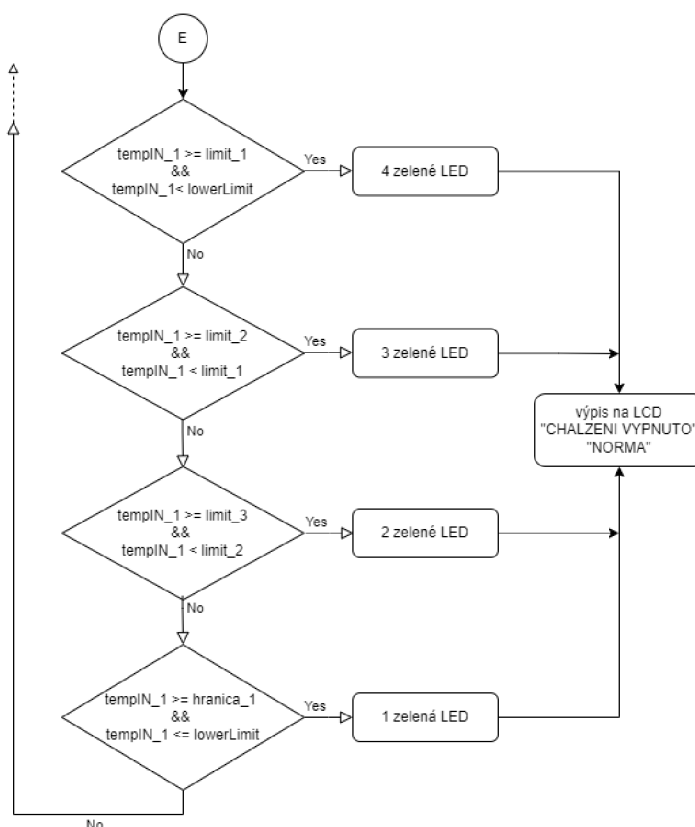 E
tempIN_1 >= limit_1
&&
tempIN_1< lowerLimit
Yes
4 zelené LED
No
tempIN_1 >= limit_2
&&
tempIN_1 < limit_1
Yes
3 zelené LED
výpis na LCD
"CHALZENI VYPNUTO"
"NORMA"
No
tempIN_1 >= limit_3
&&
tempIN_1 < limit_2
Yes
2 zelené LED
No
tempIN_1 >= hranica_1
&&
tempIN_1 <= lowerLimit
Yes
1 zelená LED
No